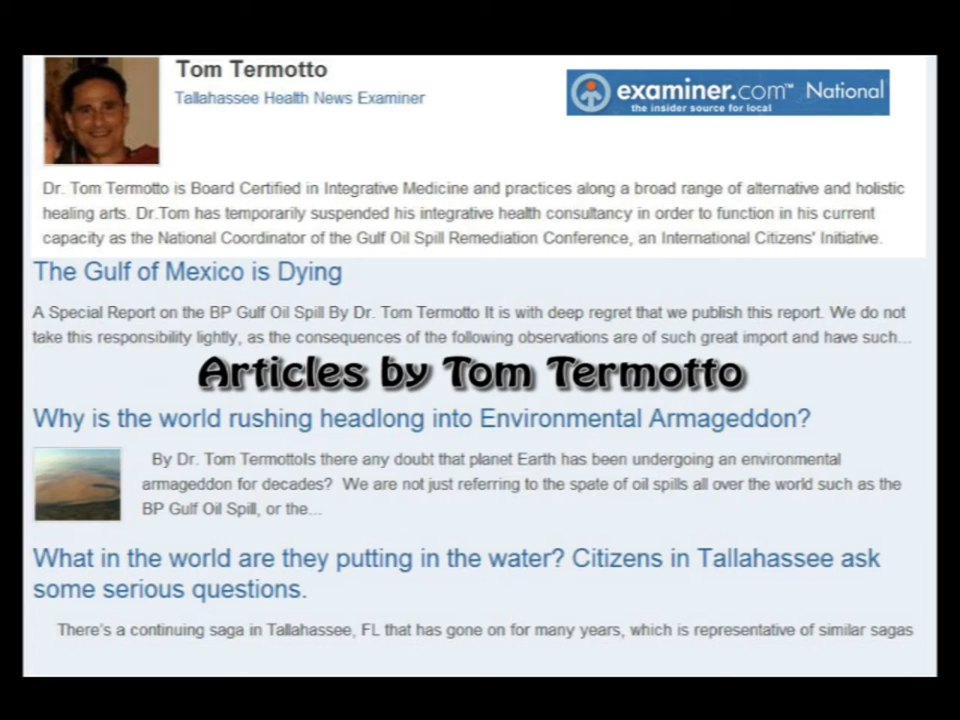 Tom Termotto
Tallahassee Health News Examiner
examiner.com™ National
the insider source for local
Dr. Tom Termotto is Board Certified in Integrative Medicine and practices along a broad range of alternative and holistic
healing arts. Dr.Tom has temporarily suspended his integrative health consultancy in order to function in his current
capacity as the National Coordinator of the Gulf Oil Spill Remediation Conference, an International Citizens' Initiative.
The Gulf of Mexico is Dying
A Special Report on the BP Gulf Oil Spill By Dr. Tom Termotto It is with deep regret that we publish this report. We do not
take this responsibility lightly, as the consequences of the following observations are of such great import and have such...
Articles by Tom Termotto
Why is the world rushing headlong into Environmental Armageddon?
By Dr. Tom TermottoIs there any doubt that planet Earth has been undergoing an environmental
armageddon for decades? We are not just referring to the spate of oil spills all over the world such as the
BP Gulf Oil Spill, or the...
What in the world are they putting in the water? Citizens in Tallahassee ask
some serious questions.
There's a continuing saga in Tallahassee, FL that has gone on for many years, which is representative of similar sagas